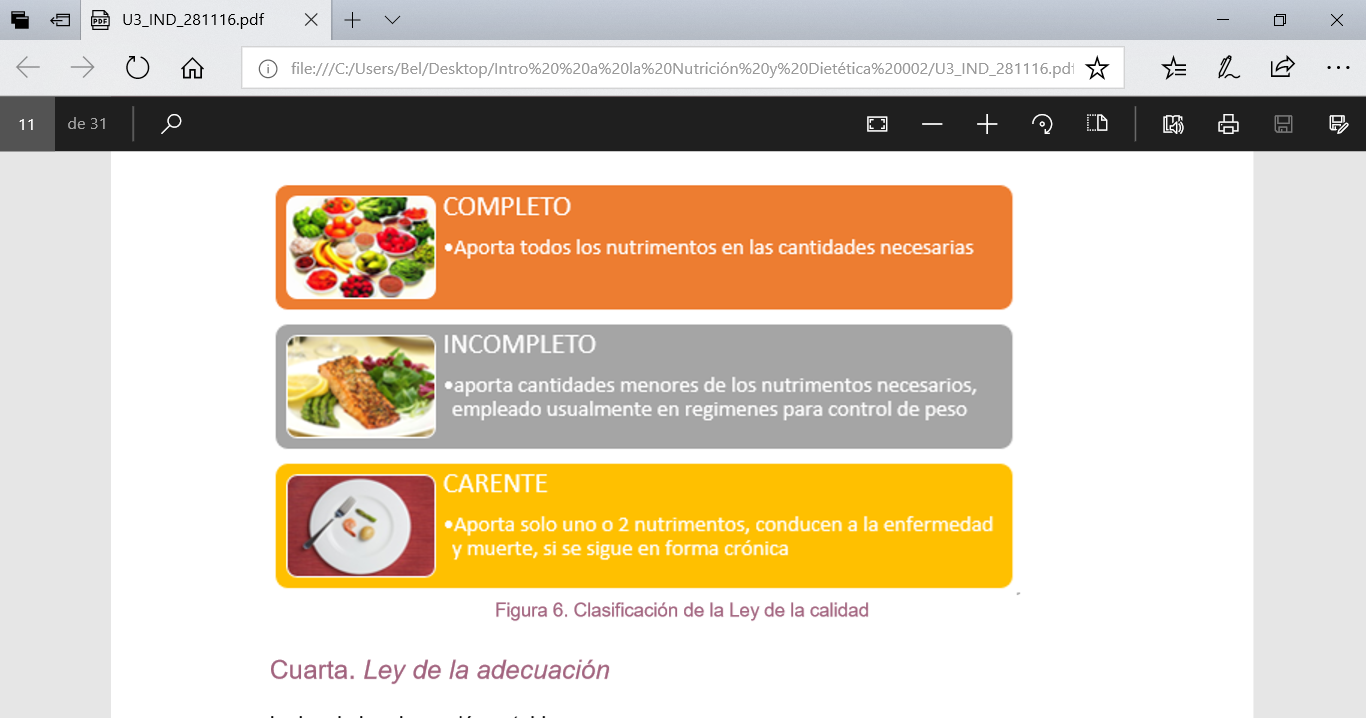 U3_IND_281116.pdf
file:///C:/Users/Bel/Desktop/Intro%20%20a%20la%20Nutrición%20y%20Dietética%20002/U3_IND_281116.pdf
11 de 31
COMPLETO
•Aporta todos los nutrimentos en las cantidades necesarias
INCOMPLETO
•aporta cantidades menores de los nutrimentos necesarios,
empleado usualmente en regimenes para control de peso
CARENTE
•Aporta solo uno o 2 nutrimentos, conducen a la enfermedad
y muerte, si se sigue en forma crónica
Figura 6. Clasificación de la Ley de la calidad
Cuarta. Ley de la adecuación